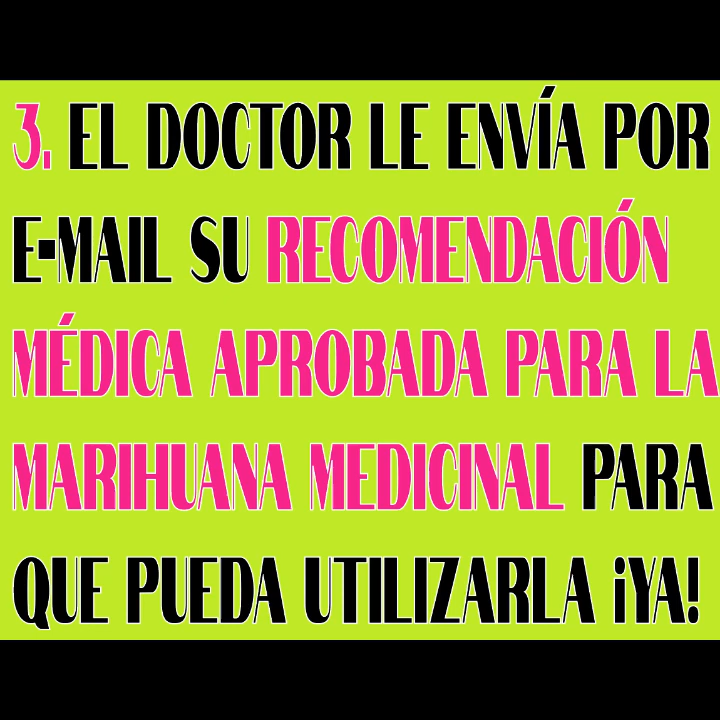 3. EL DOCTOR LE ENVÍA POR
E-MAIL SU RECOMENDACIÓN
MÉDICA APROBADA PARA LA
MARIHUANA MEDICINAL PARA
QUE PUEDA UTILIZARLA ¡YA!